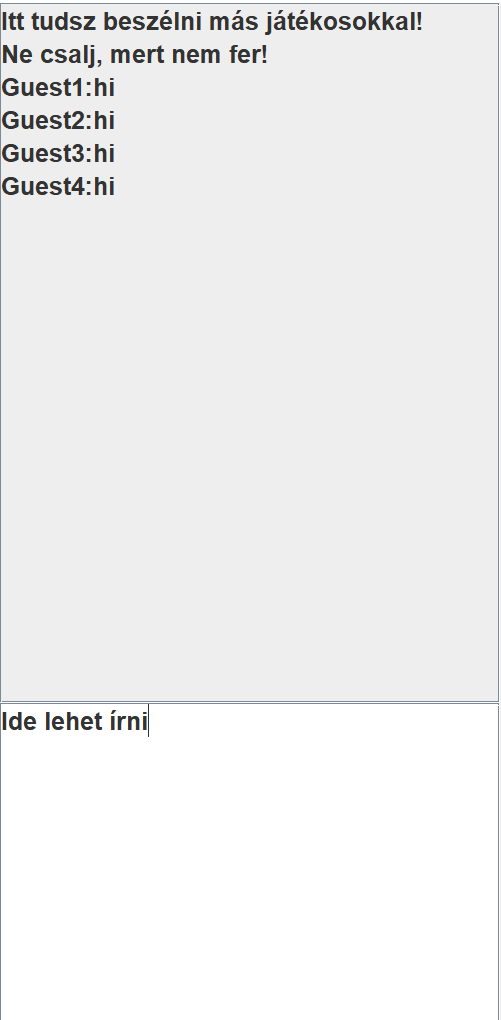 Itt tudsz beszélni más játékosokkal!
Ne csalj, mert nem fer!
Guest1:hi
Guest2:hi
Guest3:hi
Guest4:hi
Ide lehet írni